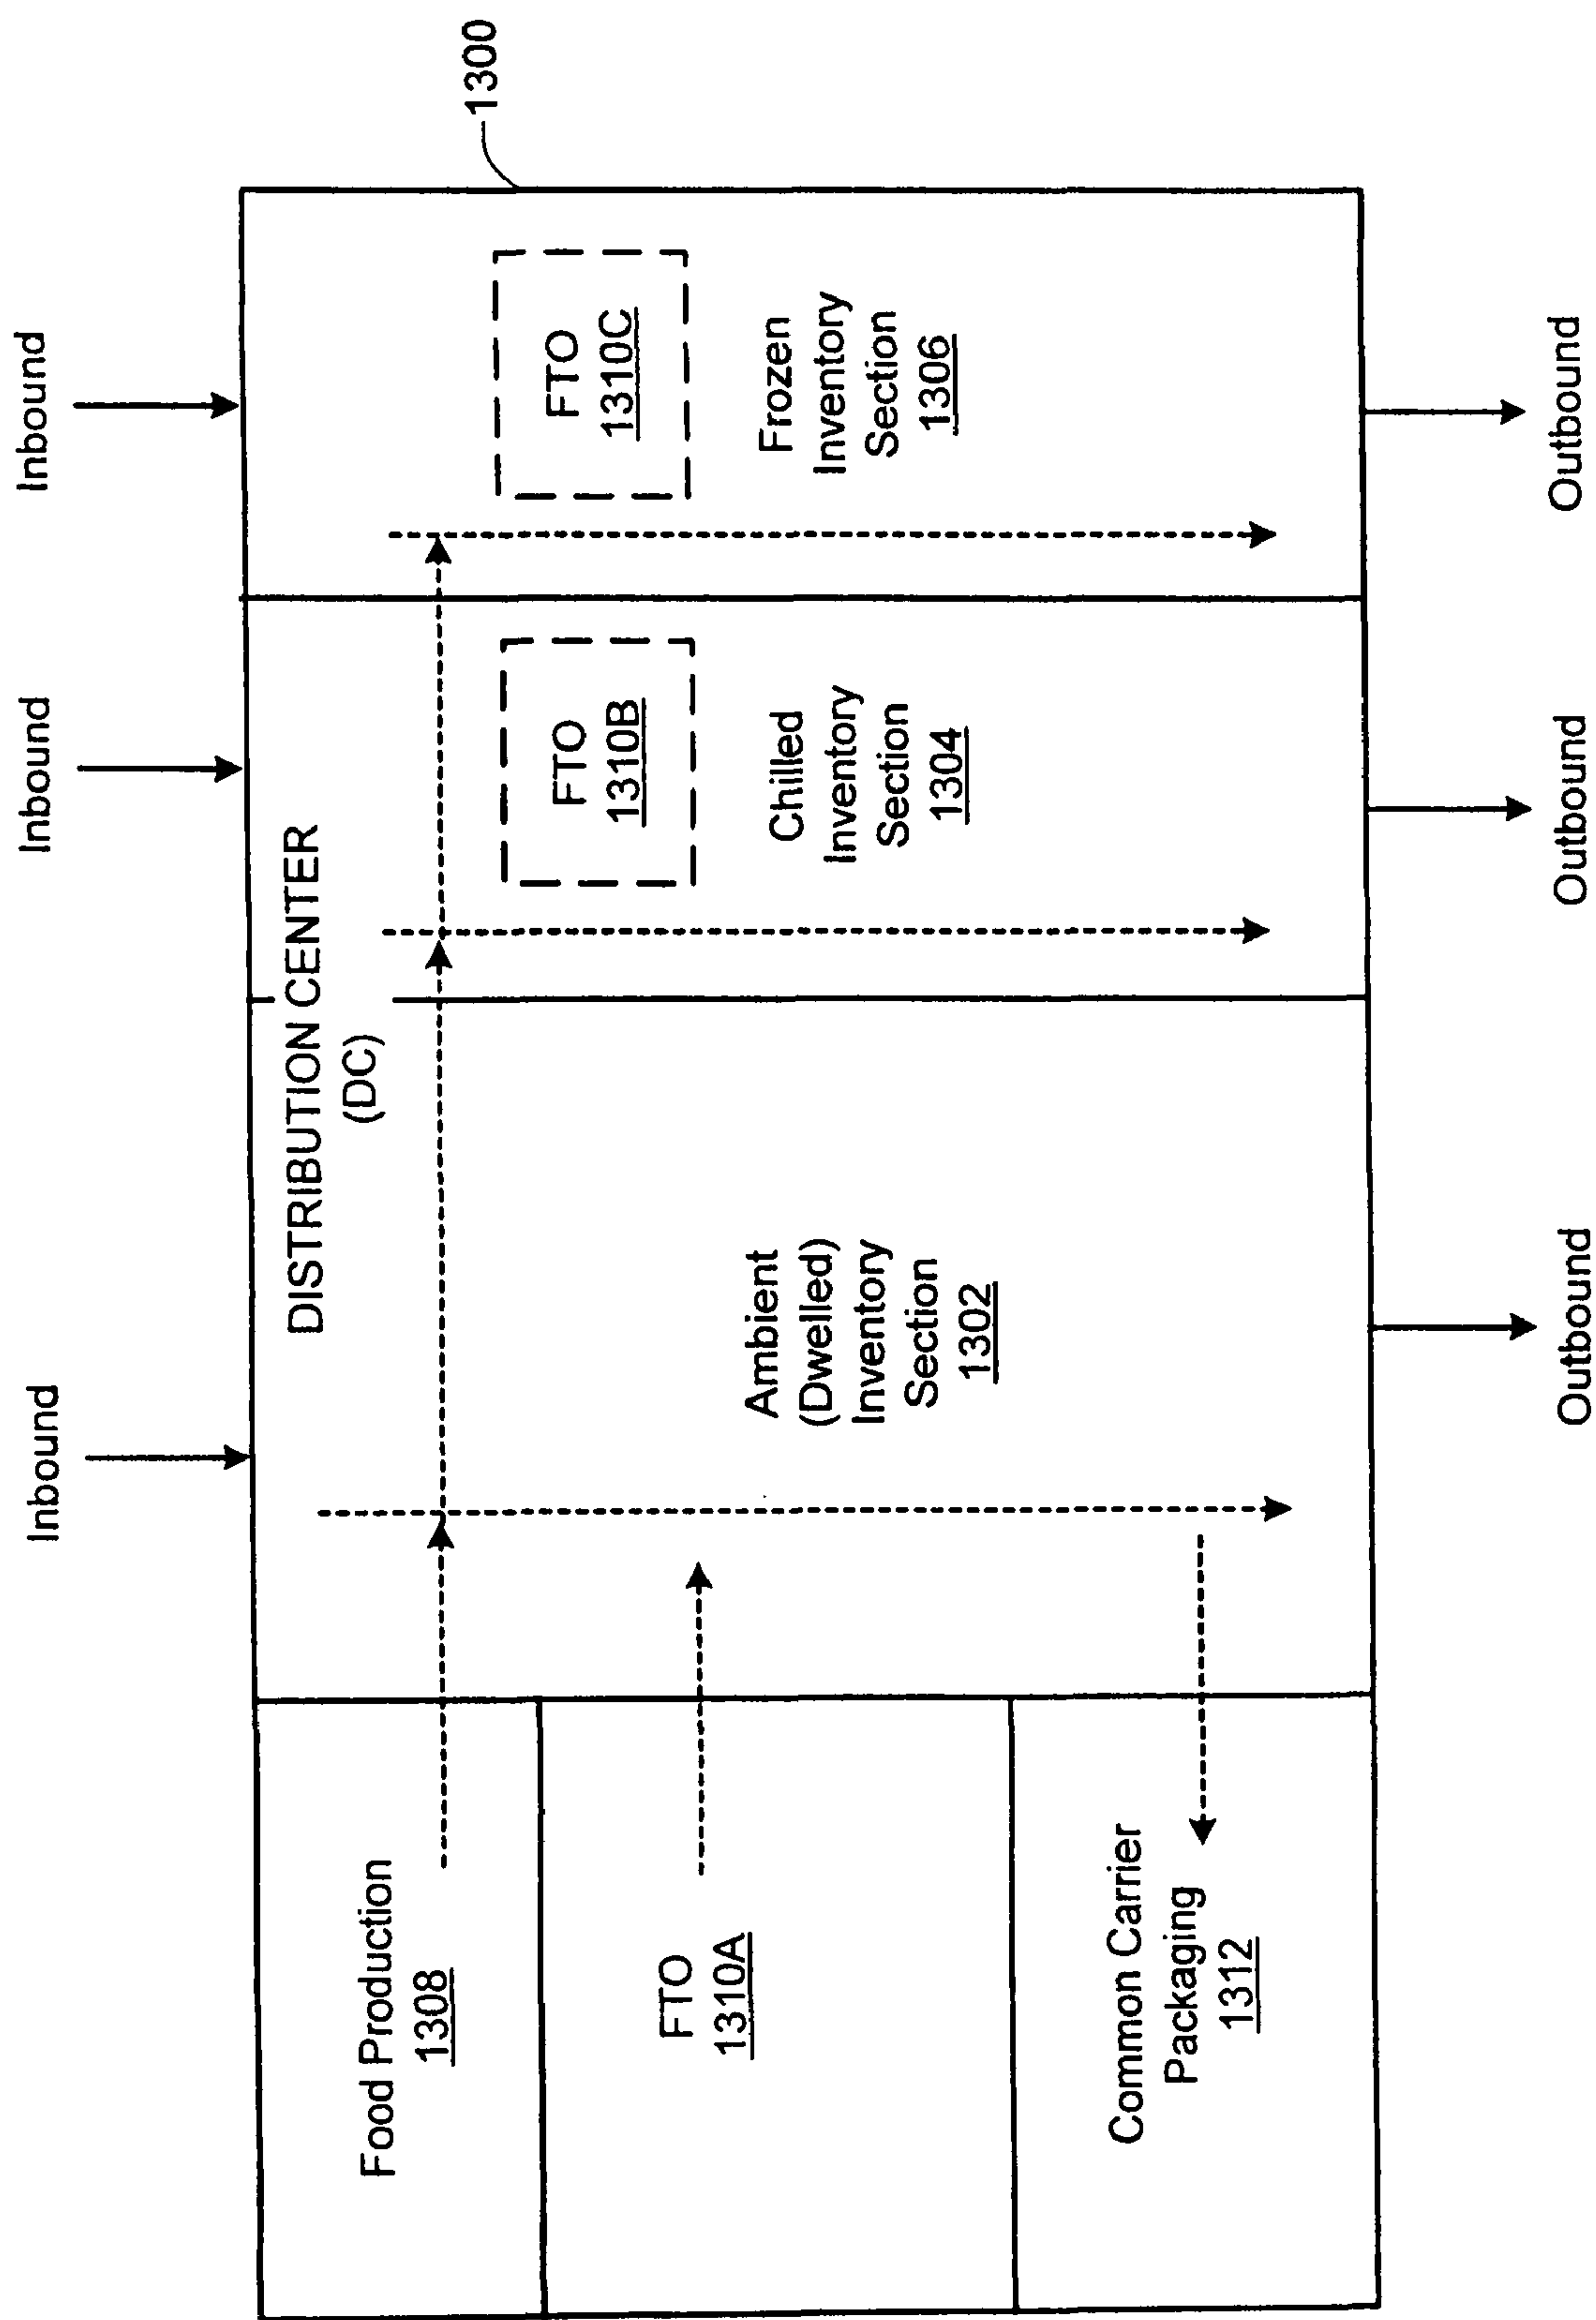 Inbound
Inbound
Inbound
1300
DISTRIBUTION CENTER
(DC)
Food Production
1308
FTO
1310A
Common Carrier
Packaging
1312
Ambient
(Dwelled)
Inventory
Section
1302
FTO
1310B
Chilled
Inventory
Section
1304
FTO
1310C
Frozen
Inventory
Section
1306
Outbound
Outbound
Outbound